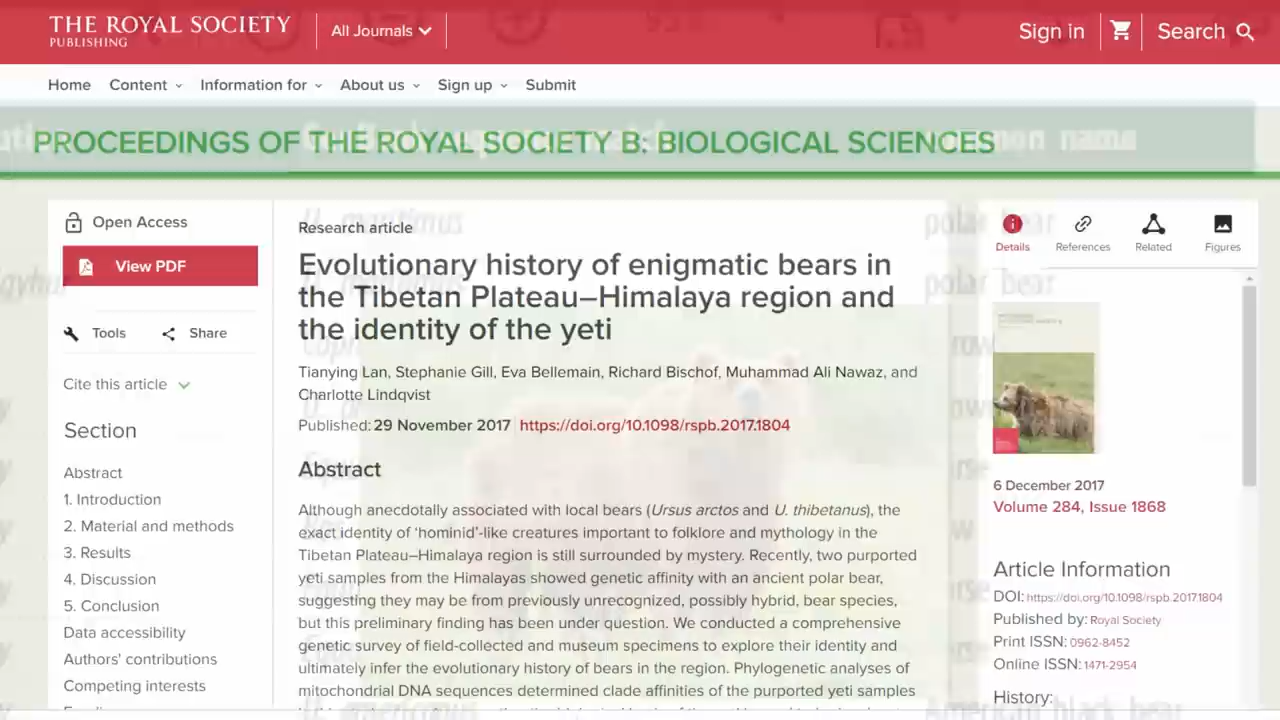 THE ROYAL SOCIETY
PUBLISHING
All Journals
Sign in
Search
Home
Content
Information for
About us
Sign up
Submit
PROCEEDINGS OF THE ROYAL SOCIETY B: BIOLOGICAL SCIENCES
name
U. maritimus
polar bear
polar bear
Open Access
View PDF
Tools
Share
Cite this article
Section
Abstract
1. Introduction
2. Material and methods
3. Results
4. Discussion
5. Conclusion
Data accessibility
Authors' contributions
Competing interests
Research article
Evolutionary history of enigmatic bears in
the Tibetan Plateau–Himalaya region and
the identity of the yeti
Tianying Lan, Stephanie Gill, Eva Bellemain, Richard Bischof, Muhammad Ali Nawaz, and
Charlotte Lindqvist
Published: 29 November 2017 https://doi.org/10.1098/rspb.2017.1804
Abstract
Although anecdotally associated with local bears (Ursus arctos and U. thibetanus), the
exact identity of ‘hominid’-like creatures important to folklore and mythology in the
Tibetan Plateau–Himalaya region is still surrounded by mystery. Recently, two purported
yeti samples from the Himalayas showed genetic affinity with an ancient polar bear,
suggesting they may be from previously unrecognized, possibly hybrid, bear species,
but this preliminary finding has been under question. We conducted a comprehensive
genetic survey of field-collected and museum specimens to explore their identity and
ultimately infer the evolutionary history of bears in the region. Phylogenetic analyses of
mitochondrial DNA sequences determined clade affinities of the purported yeti samples
U. maritimus
American black bear
Details
References
Related
Figures
6 December 2017
Volume 284, Issue 1868
Article Information
DOI: https://doi.org/10.1098/rspb.2017.1804
Published by: Royal Society
Print ISSN: 0962-8452
Online ISSN: 1471-2954
History: